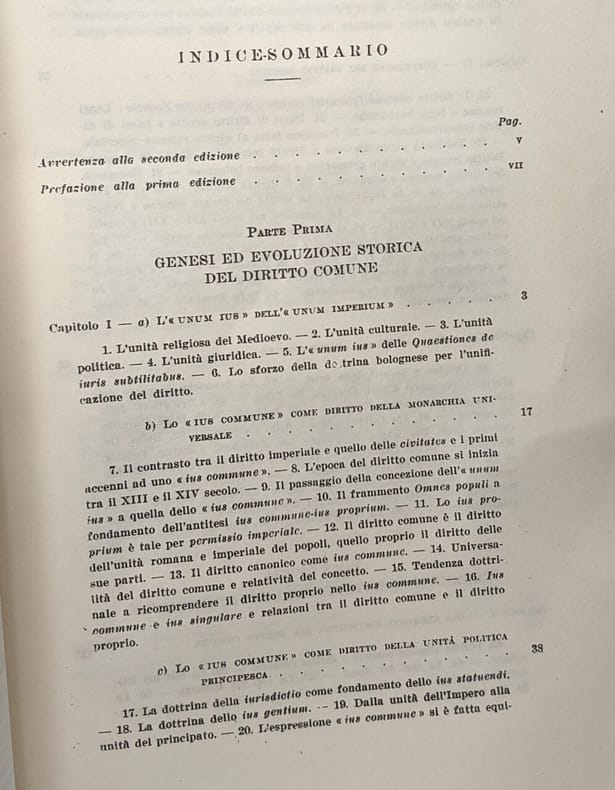 INDICE-SOMMARIO
Pag.
Avvertenza alla seconda edizione . . . . . . . . . . . V
Prefazione alla prima edizione . . . . . . . . . . . VII
PARTE PRIMA
GENESI ED EVOLUZIONE STORICA
DEL DIRITTO COMUNE
Capitolo I — a) L'« UNUM IUS » DELL'« UNUM IMPERIUM » . . . . . 3
1. L'unità religiosa del Medioevo. — 2. L'unità culturale. — 3. L'unità
politica. — 4. L'unità giuridica. — 5. L'« unum ius » delle Quaestiones de
iuris subtilitabus. — 6. Lo sforzo della dottrina bolognese per l'unifi-
cazione del diritto.
b) LO « IUS COMMUNE » COME DIRITTO DELLA MONARCHIA UNI-
VERSALE . . . . . . . . . . . . 17
7. Il contrasto tra il diritto imperiale e quello delle civitates e i primi
accenni ad uno « ius commune ». — 8. L'epoca del diritto comune si inizia
tra il XIII e il XIV secolo. — 9. Il passaggio della concezione dell'« unum
ius » a quella dello « ius commune ». — 10. Il frammento Omnes populi a
fondamento dell'antitesi ius commune-ius proprium. — 11. Lo ius pro-
prium è tale per permissio imperiale. — 12. Il diritto comune è il diritto
dell'unità romana e imperiale dei popoli, quello proprio il diritto delle
sue parti. — 13. Il diritto canonico come ius commune. — 14. Universa-
lità del diritto comune e relatività del concetto. — 15. Tendenza dottri-
nale a ricomprendere il diritto proprio nello ius commune. — 16. Ius
commune e ius singulare e relazioni tra il diritto comune e il diritto
proprio.
c) LO « IUS COMMUNE » COME DIRITTO DELLA UNITÀ POLITICA
PRINCIPESCA . . . . . . . . . . . 38
17. La dottrina della iurisdictio come fondamento dello ius statuendi.
— 18. La dottrina dello ius gentium. — 19. Dalla unità dell'Impero alla
unità del principato. — 20. L'espressione « ius commune » si è fatta equi-